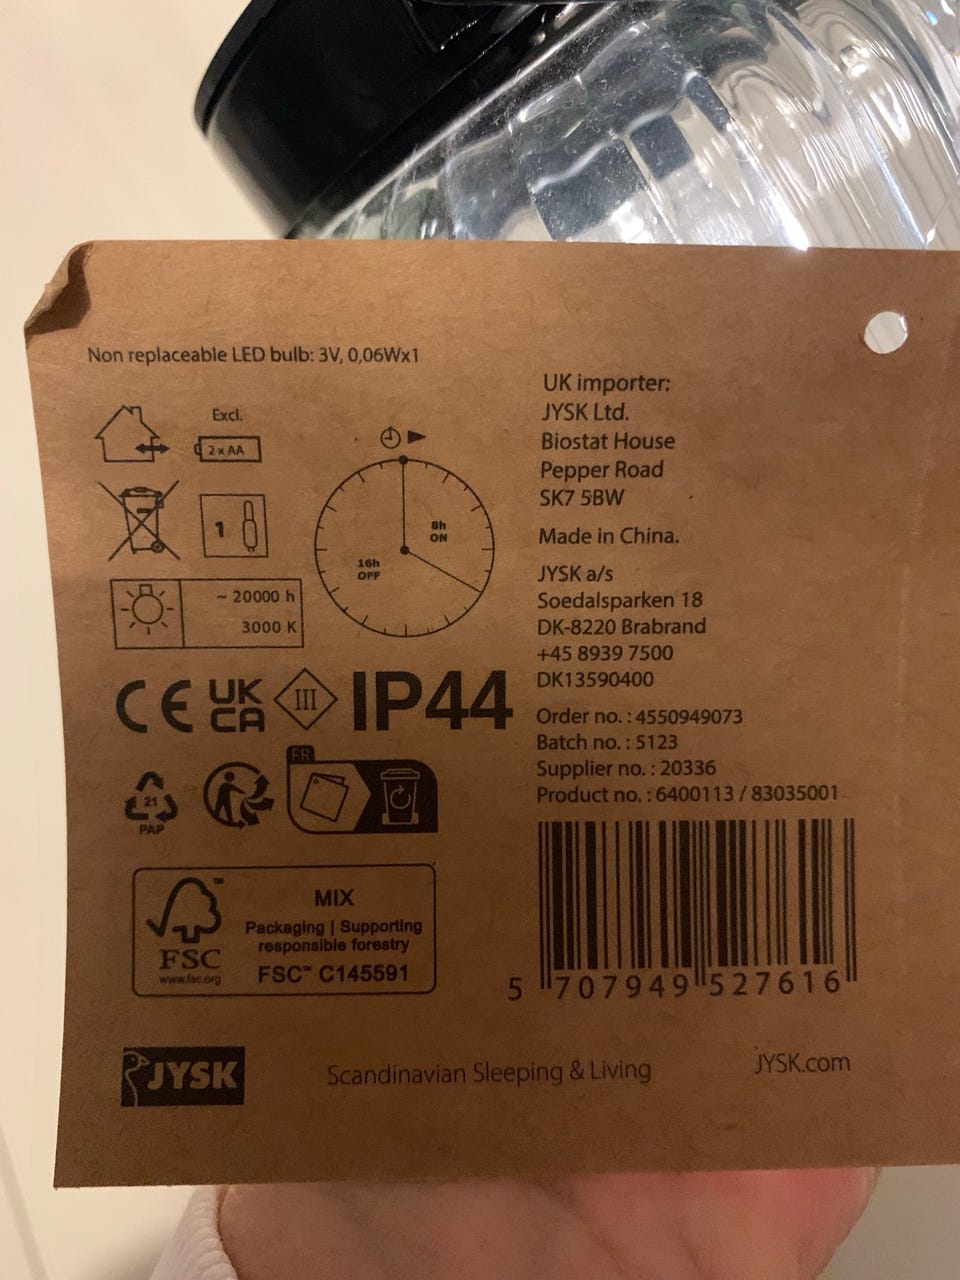 Non replaceable LED bulb: 3V, 0,06Wx1
Excl.
2 x AA
1
8h
ON
16h
OFF
~ 20000 h
3000 K
CE
UK
CA
III
IP44
21
PAP
FR
MIX
Packaging | Supporting
responsible forestry
FSC™ C145591
™
FSC
www.fsc.org
UK importer:
JYSK Ltd.
Biostat House
Pepper Road
SK7 5BW
Made in China.
JYSK a/s
Soedalsparken 18
DK-8220 Brabrand
+45 8939 7500
DK13590400
Order no. : 4550949073
Batch no. : 5123
Supplier no. : 20336
Product no. : 6400113 / 83035001
5 707949 527616
JYSK
Scandinavian Sleeping & Living
JYSK.com